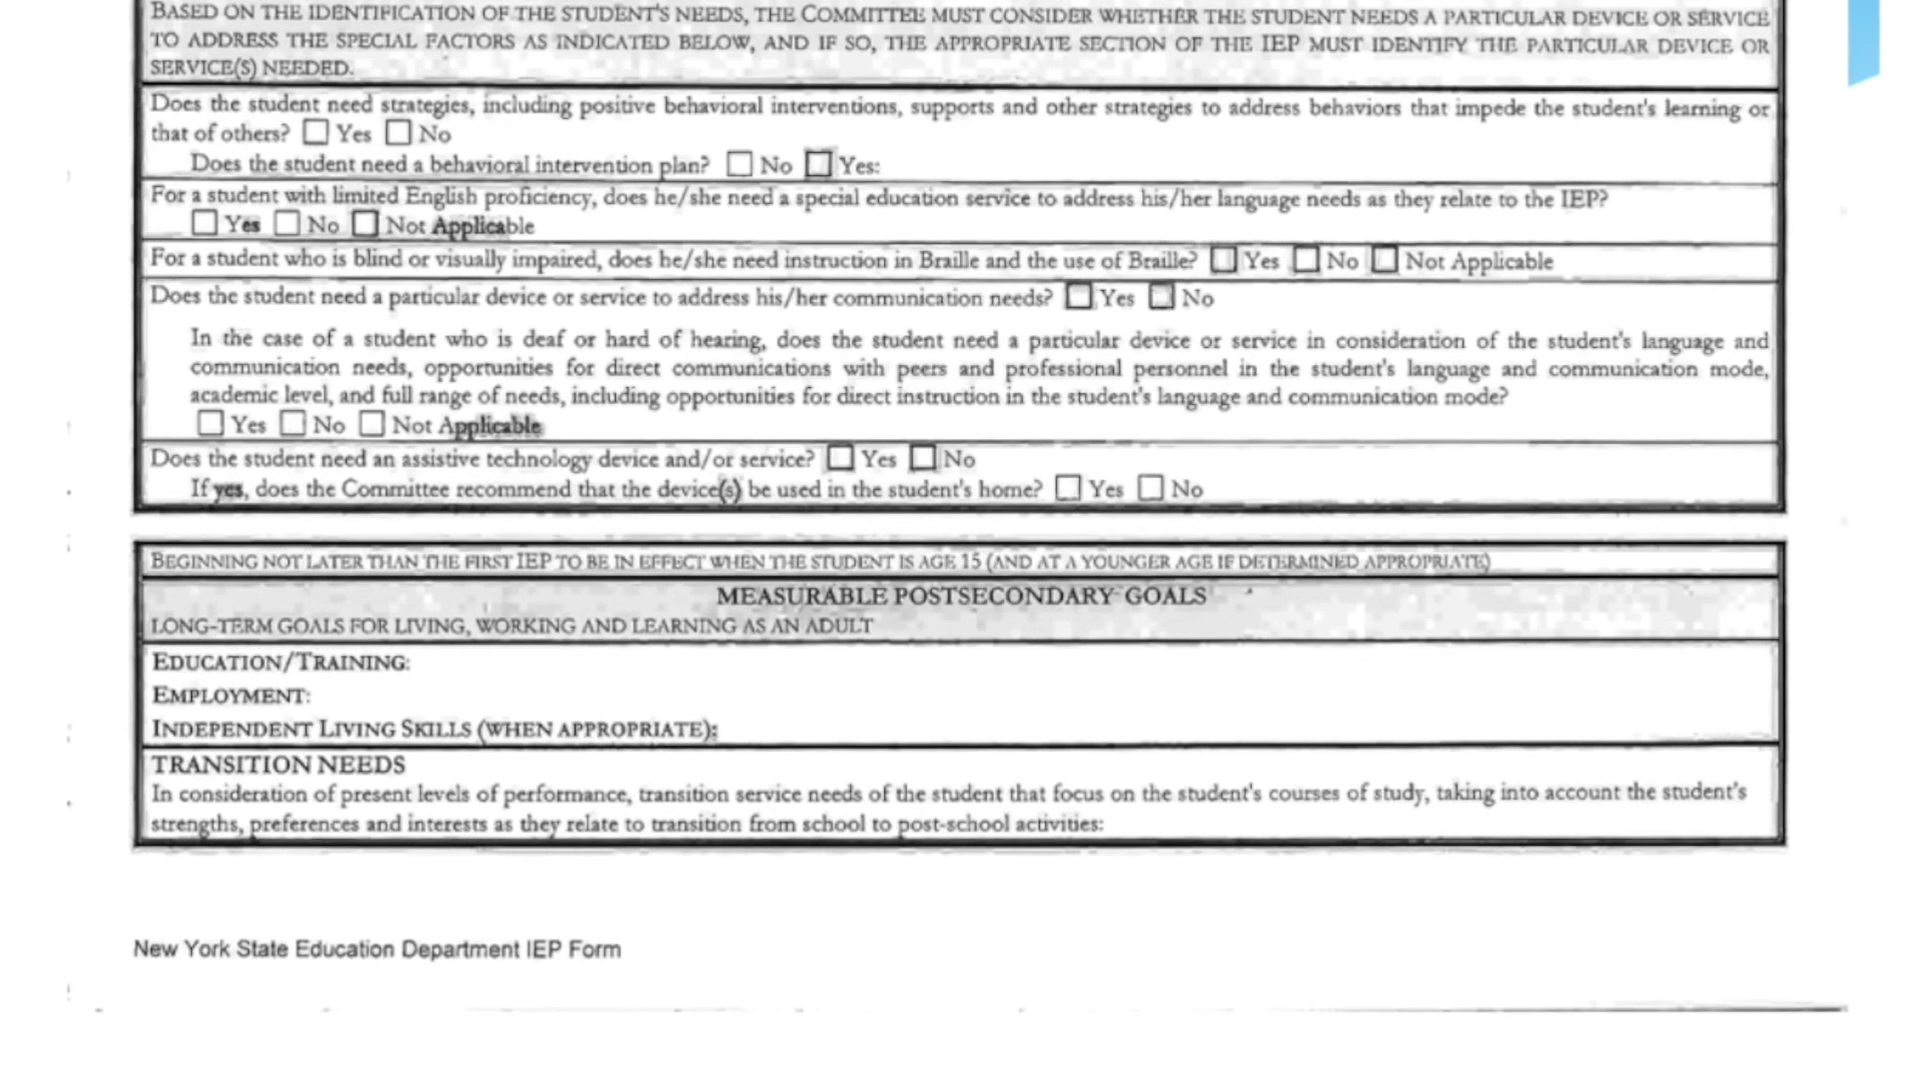 BASED ON THE IDENTIFICATION OF THE STUDENT'S NEEDS, THE COMMITTEE MUST CONSIDER WHETHER THE STUDENT NEEDS A PARTICULAR DEVICE OR SERVICE
TO ADDRESS THE SPECIAL FACTORS AS INDICATED BELOW, AND IF SO, THE APPROPRIATE SECTION OF THE IEP MUST IDENTIFY THE PARTICULAR DEVICE OR
SERVICE(S) NEEDED.
Does the student need strategies, including positive behavioral interventions, supports and other strategies to address behaviors that impede the student's learning or
that of others? ☐ Yes ☐ No
Does the student need a behavioral intervention plan? ☐ No ☐ Yes:
For a student with limited English proficiency, does he/she need a special education service to address his/her language needs as they relate to the IEP?
☐ Yes ☐ No ☐ Not Applicable
For a student who is blind or visually impaired, does he/she need instruction in Braille and the use of Braille? ☐ Yes ☐ No ☐ Not Applicable
Does the student need a particular device or service to address his/her communication needs? ☐ Yes ☐ No
In the case of a student who is deaf or hard of hearing, does the student need a particular device or service in consideration of the student's language and
communication needs, opportunities for direct communications with peers and professional personnel in the student's language and communication mode,
academic level, and full range of needs, including opportunities for direct instruction in the student's language and communication mode?
☐ Yes ☐ No ☐ Not Applicable
Does the student need an assistive technology device and/or service? ☐ Yes ☐ No
If yes, does the Committee recommend that the device(s) be used in the student's home? ☐ Yes ☐ No
BEGINNING NOT LATER THAN THE FIRST IEP TO BE IN EFFECT WHEN THE STUDENT IS AGE 15 (AND AT A YOUNGER AGE IF DETERMINED APPROPRIATE)
MEASURABLE POSTSECONDARY GOALS
LONG-TERM GOALS FOR LIVING, WORKING AND LEARNING AS AN ADULT
EDUCATION/TRAINING:
EMPLOYMENT:
INDEPENDENT LIVING SKILLS (WHEN APPROPRIATE):
TRANSITION NEEDS
In consideration of present levels of performance, transition service needs of the student that focus on the student's courses of study, taking into account the student's
strengths, preferences and interests as they relate to transition from school to post-school activities:
New York State Education Department IEP Form